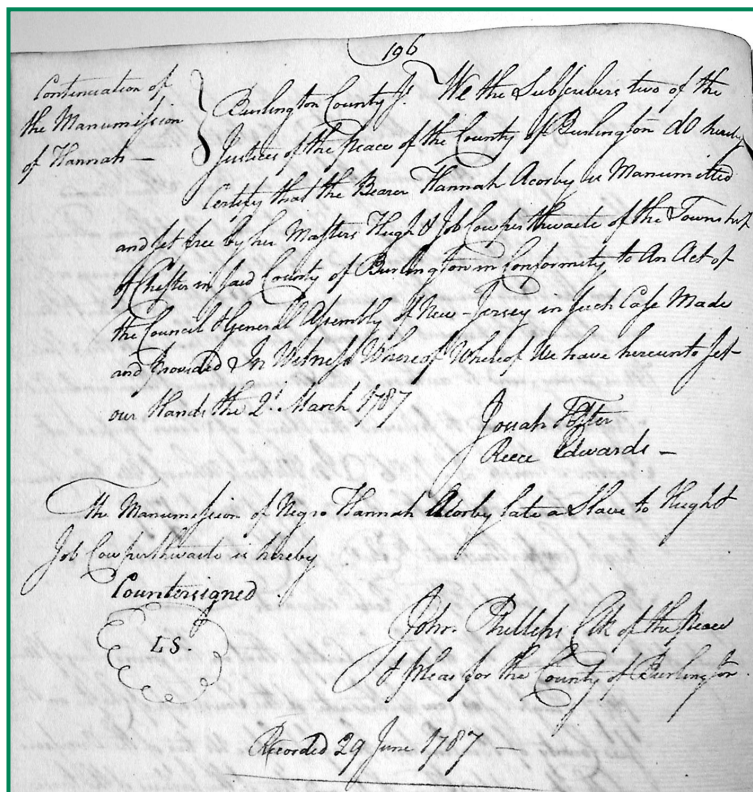 196
Continuation of
the Manumission
of Hannah —
Burlington County Ss. We the Subscribers two of the
Justices of the Peace of the County of Burlington do hereby
Certify that the Bearer Hannah Acorby is Manumitted
and set free by her Masters Hugh & Job Cowperthwaite of the Township
of Chester in said County of Burlington in Conformity to An Act of
the Council & General Assembly of New-Jersey in such Case Made
and Provided & In Witness Whereof Whereof We have hereunto set
our Hands the 2d. March 1787
Josiah Foster
Reece Edwards —
The Manumission of Negro Hannah Acorby late a Slave to Hugh &
Job Cowperthwaite is hereby
Countersigned
L S.
John Phillips Clk of the Peace
& pleas for the County of Burlington
Recorded 29 June 1787 —